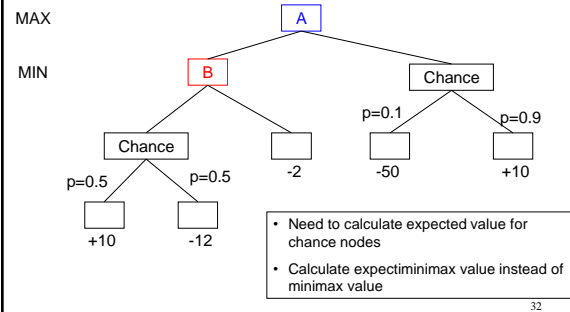 MAX
A
MIN
B
Chance
p=0.1
p=0.9
Chance
-2
-50
+10
p=0.5
p=0.5
+10
-12
• Need to calculate expected value for
chance nodes
• Calculate expectiminimax value instead of
minimax value
32